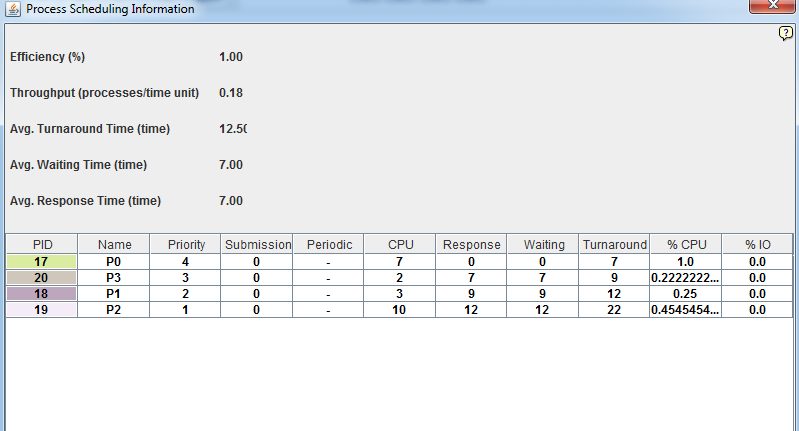 Process Scheduling Information
?
Efficiency (%) 1.00
Throughput (processes/time unit) 0.18
Avg. Turnaround Time (time) 12.50
Avg. Waiting Time (time) 7.00
Avg. Response Time (time) 7.00
PID Name Priority Submission Periodic CPU Response Waiting Turnaround % CPU % IO
17 P0 4 0 - 7 0 0 7 1.0 0.0
20 P3 3 0 - 2 7 7 9 0.2222222... 0.0
18 P1 2 0 - 3 9 9 12 0.25 0.0
19 P2 1 0 - 10 12 12 22 0.4545454... 0.0